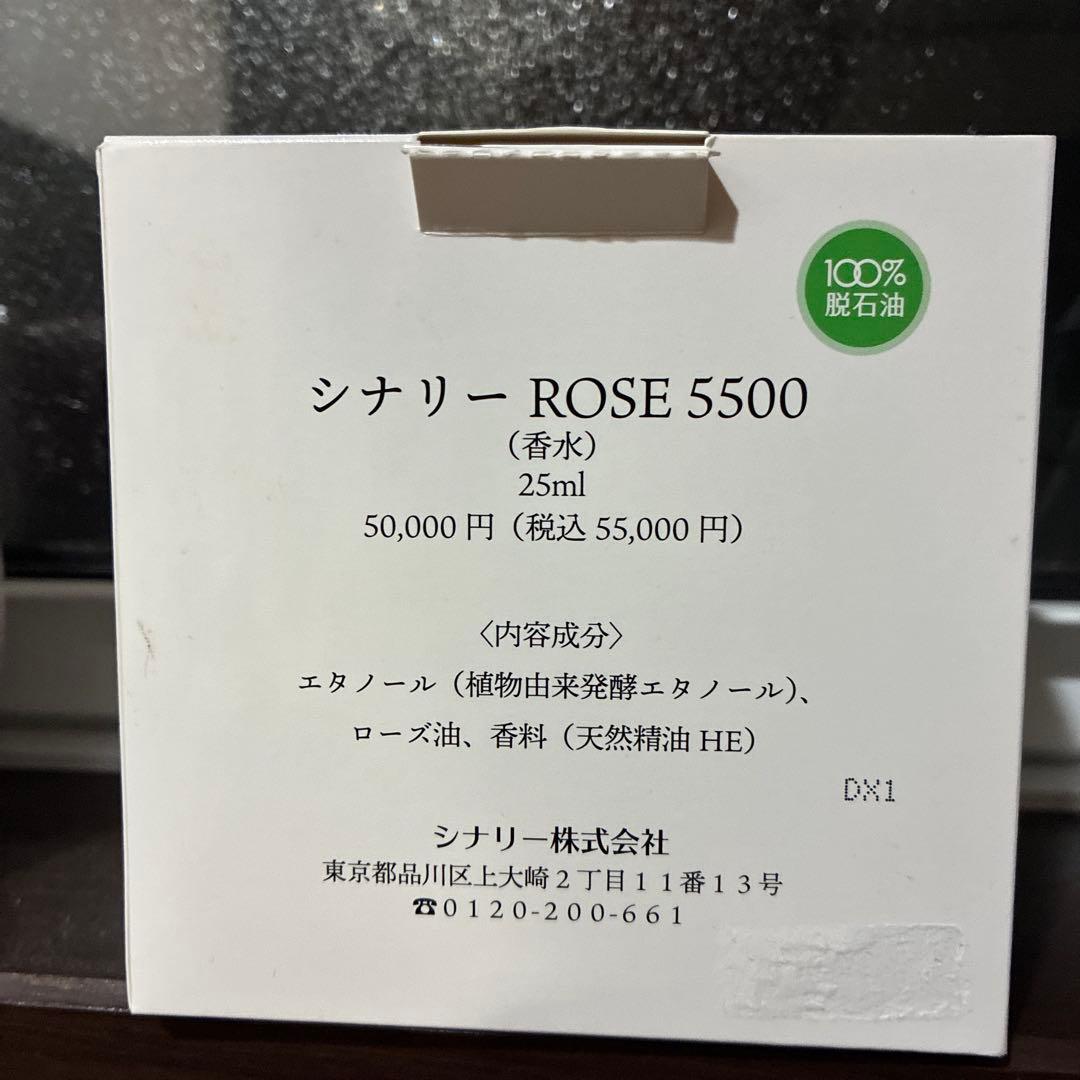 100%
脱石油
シナリー ROSE 5500
（香水）
25ml
50,000 円（税込 55,000 円）
〈内容成分〉
エタノール（植物由来発酵エタノール）、
ローズ油、香料（天然精油 HE）
DX1
シナリー株式会社
東京都品川区上大崎２丁目１１番１３号
☎０１２０-２００-６６１